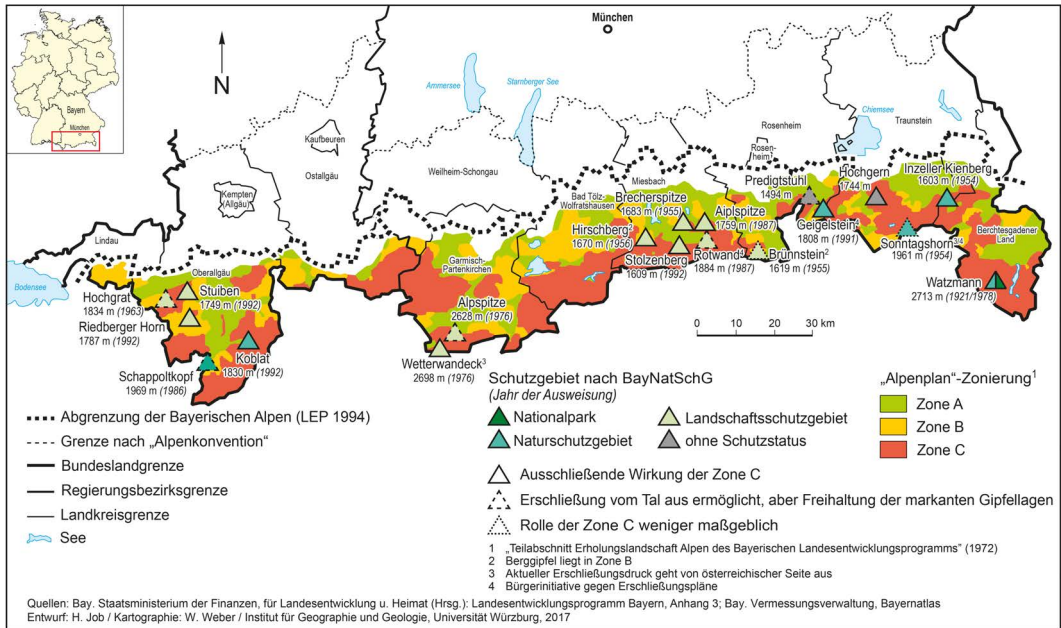 München
N
Bayern
München
Ammersee
Starnberger See
Chiemsee
Bodensee
Kaufbeuren
Ostallgäu
Kempten
(Allgäu)
Lindau
Oberallgäu
Weilheim-Schongau
Garmisch-
Partenkirchen
Bad Tölz-
Wolfratshausen
Miesbach
Rosenheim
Rosen-
heim
Traunstein
Berchtesgadener
Land
Hochgrat
1834 m (1963)
Stuiben
1749 m (1992)
Riedberger Horn
1787 m (1992)
Koblat
1830 m (1992)
Schappoltkopf
1969 m (1986)
Alpspitze
2628 m (1976)
Wetterwandeck³
2698 m (1976)
Brecherspitze
1683 m (1955)
Hirschberg²
1670 m (1956)
Stolzenberg
1609 m (1992)
Aiplspitze
1759 m (1987)
Rotwand³
1884 m (1987)
Brünnstein²
1619 m (1955)
Predigtstuhl
1494 m
Geigelstein⁴
1808 m (1991)
Hochgern
1744 m
Inzeller Kienberg
1603 m (1954)
Sonntagshorn³/⁴
1961 m (1954)
Watzmann
2713 m (1921/1978)
0 10 20 30 km
Abgrenzung der Bayerischen Alpen (LEP 1994)
Grenze nach „Alpenkonvention“
Bundeslandgrenze
Regierungsbezirksgrenze
Landkreisgrenze
See
Schutzgebiet nach BayNatSchG
(Jahr der Ausweisung)
Nationalpark
Landschaftsschutzgebiet
Naturschutzgebiet
ohne Schutzstatus
Ausschließende Wirkung der Zone C
Erschließung vom Tal aus ermöglicht, aber Freihaltung der markanten Gipfellagen
Rolle der Zone C weniger maßgeblich
„Alpenplan“-Zonierung¹
Zone A
Zone B
Zone C
1 „Teilabschnitt Erholungslandschaft Alpen des Bayerischen Landesentwicklungsprogramms“ (1972)
2 Berggipfel liegt in Zone B
3 Aktueller Erschließungsdruck geht von österreichischer Seite aus
4 Bürgerinitiative gegen Erschließungspläne
Quellen: Bay. Staatsministerium der Finanzen, für Landesentwicklung u. Heimat (Hrsg.): Landesentwicklungsprogramm Bayern, Anhang 3; Bay. Vermessungsverwaltung, Bayernatlas
Entwurf: H. Job / Kartographie: W. Weber / Institut für Geographie und Geologie, Universität Würzburg, 2017